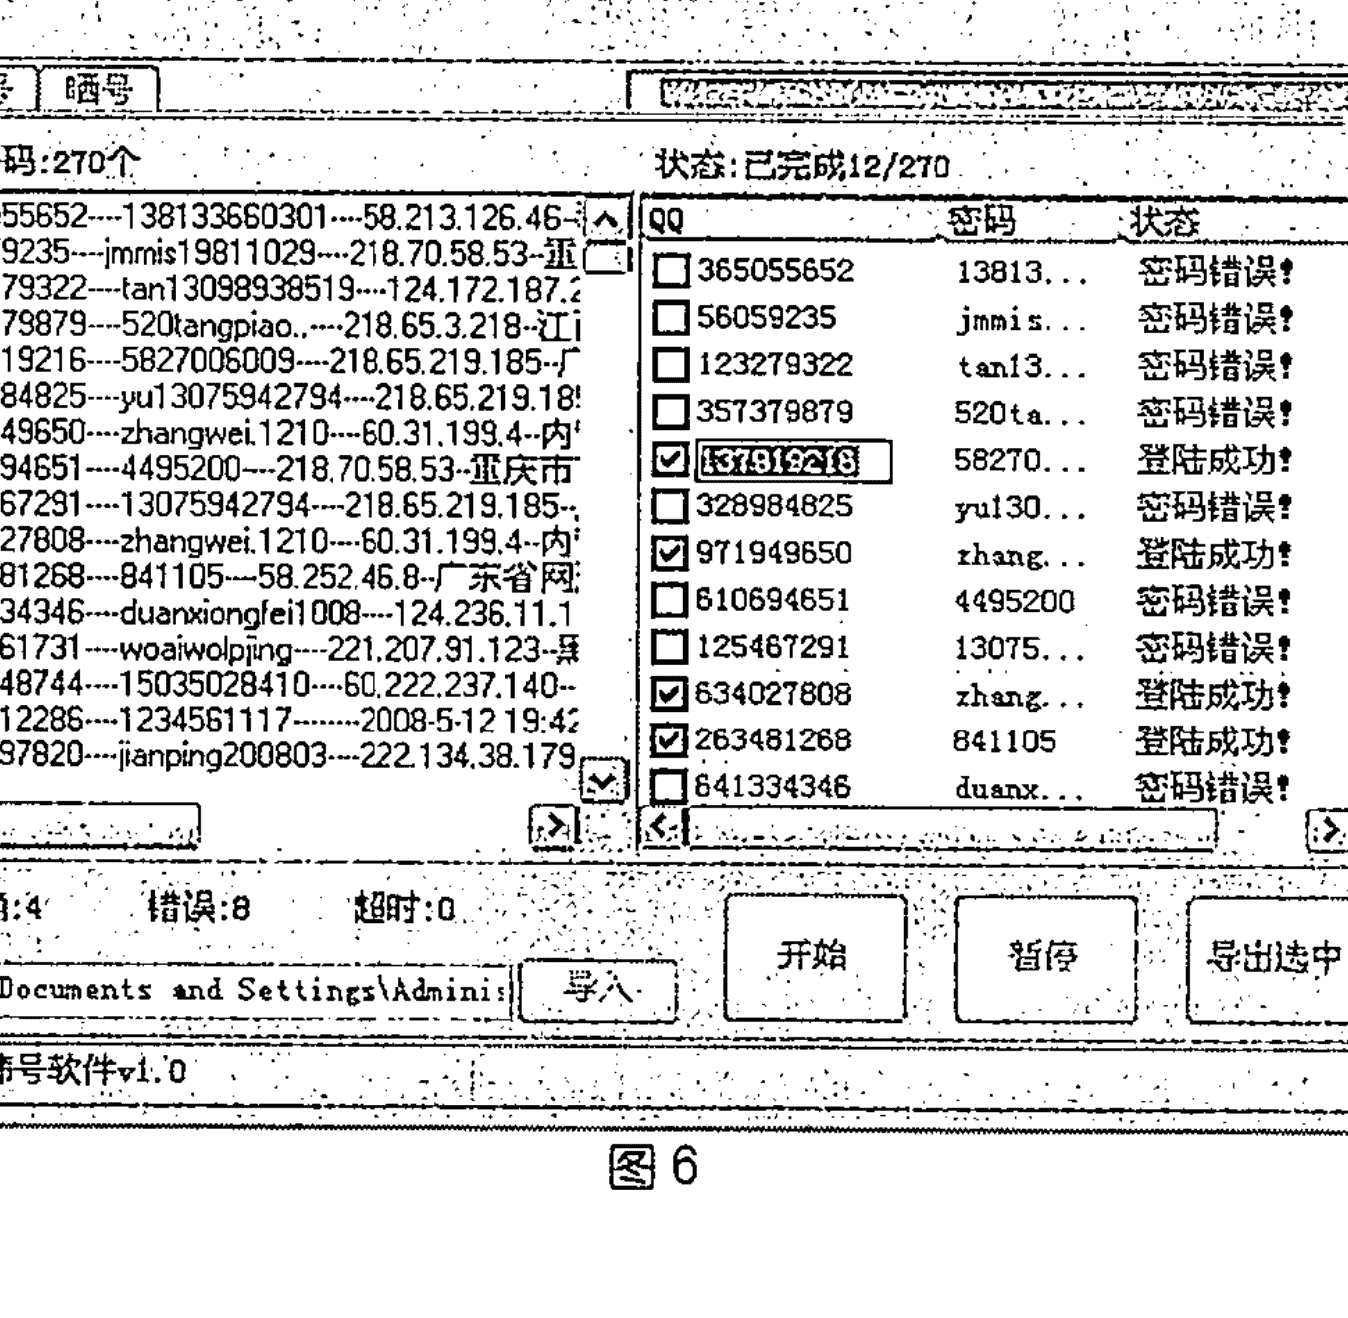 晒号
码:270个
状态:已完成12/270
55652----138133660301----58.213.126.46--
9235----jmmis19811029----218.70.58.53--重
79322----tan13098938519----124.172.187.2
79879----520tangpiao..----218.65.3.218--江
19216----5827006009----218.65.219.185--广
84825----yu13075942794----218.65.219.18
49650----zhangwei.1210----60.31.199.4--内
94651----4495200----218.70.58.53--重庆市
67291----13075942794----218.65.219.185--
27808----zhangwei.1210----60.31.199.4--内
81268----841105----58.252.46.8--广东省网
34346----duanxiongfei1008----124.236.11.1
61731----woaiwolpjing----221.207.91.123--黑
48744----15035028410----60.222.237.140--
12286----1234561117--------2008-5-12 19:42
97820----jianping200803----222.134.38.179
QQ 密码 状态
365055652 13813... 密码错误!
56059235 jmmis... 密码错误!
123279322 tan13... 密码错误!
357379879 520ta... 密码错误!
137919216 58270... 登陆成功!
328984825 yu130... 密码错误!
971949650 zhang... 登陆成功!
610694651 4495200 密码错误!
125467291 13075... 密码错误!
634027808 zhang... 登陆成功!
263481268 841105 登陆成功!
641334346 duanx... 密码错误!
:4 错误:8 超时:0
开始
暂停
导出选中
Documents and Settings\Adminis
导入
号软件v1.0
图 6